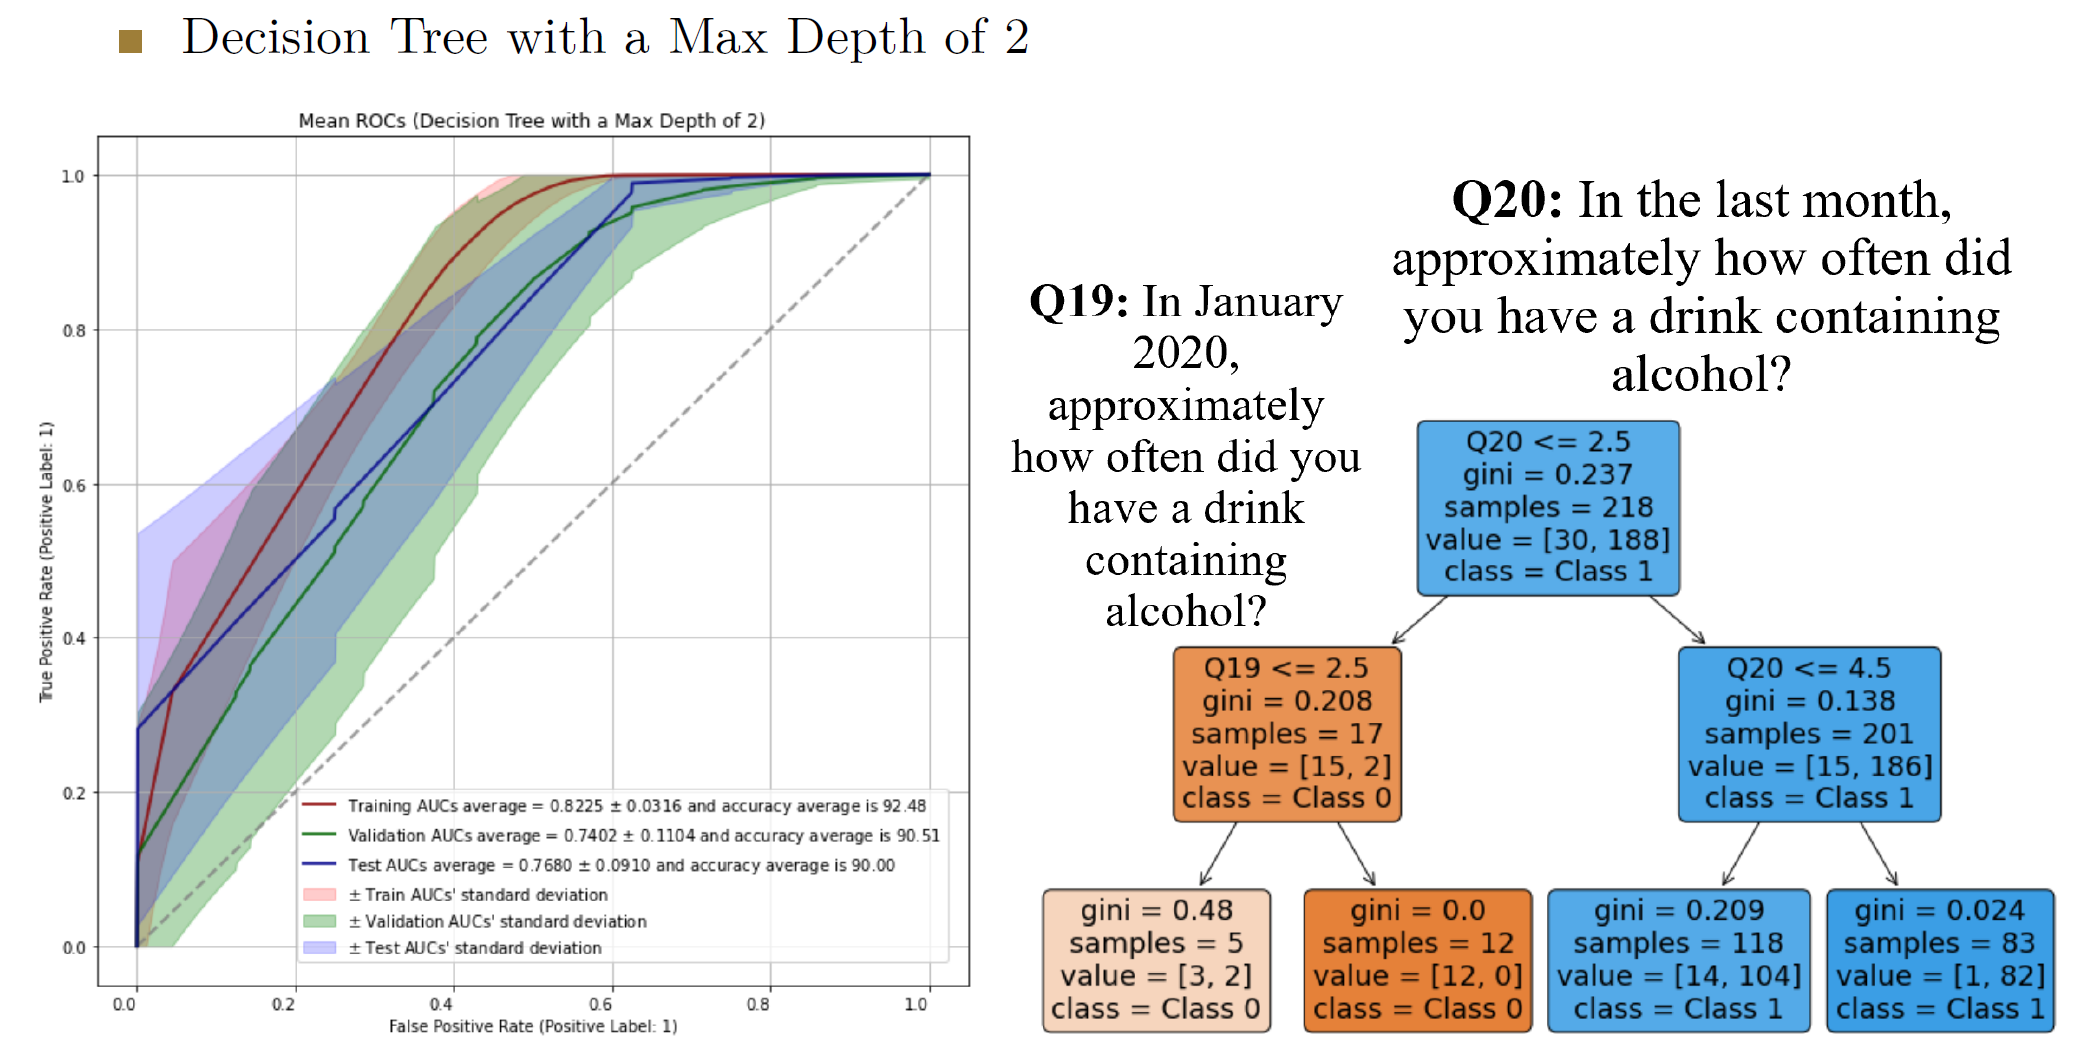 Decision Tree with a Max Depth of 2
Mean ROCs (Decision Tree with a Max Depth of 2)
True Positive Rate (Positive Label: 1)
1.0
0.8
0.6
0.4
0.2
0.0
0.0
0.2
0.4
0.6
0.8
1.0
False Positive Rate (Positive Label: 1)
Training AUCs average = 0.8225 ± 0.0316 and accuracy average is 92.48
Validation AUCs average = 0.7402 ± 0.1104 and accuracy average is 90.51
Test AUCs average = 0.7680 ± 0.0910 and accuracy average is 90.00
± Train AUCs' standard deviation
± Validation AUCs' standard deviation
± Test AUCs' standard deviation
Q19: In January
2020,
approximately
how often did you
have a drink
containing
alcohol?
Q20: In the last month,
approximately how often did
you have a drink containing
alcohol?
Q20 <= 2.5
gini = 0.237
samples = 218
value = [30, 188]
class = Class 1
Q19 <= 2.5
gini = 0.208
samples = 17
value = [15, 2]
class = Class 0
Q20 <= 4.5
gini = 0.138
samples = 201
value = [15, 186]
class = Class 1
gini = 0.48
samples = 5
value = [3, 2]
class = Class 0
gini = 0.0
samples = 12
value = [12, 0]
class = Class 0
gini = 0.209
samples = 118
value = [14, 104]
class = Class 1
gini = 0.024
samples = 83
value = [1, 82]
class = Class 1